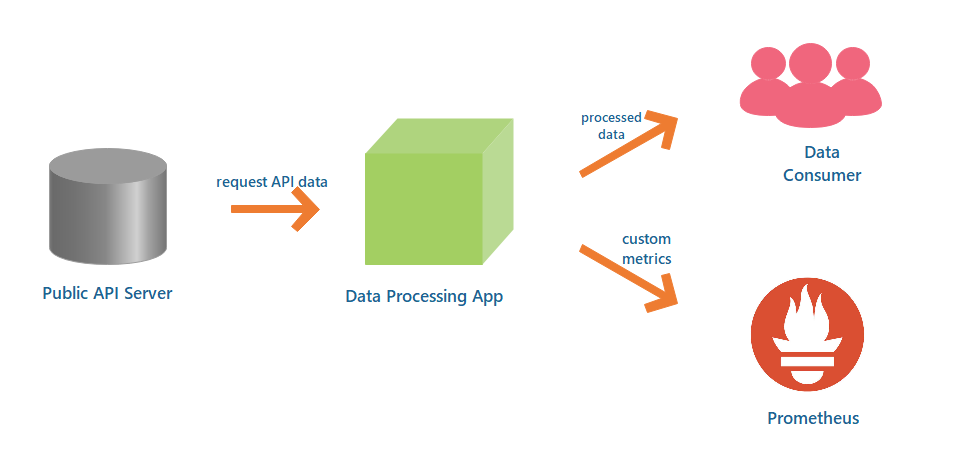 request API data
Public API Server
Data Processing App
processed
data
Data
Consumer
custom
metrics
Prometheus